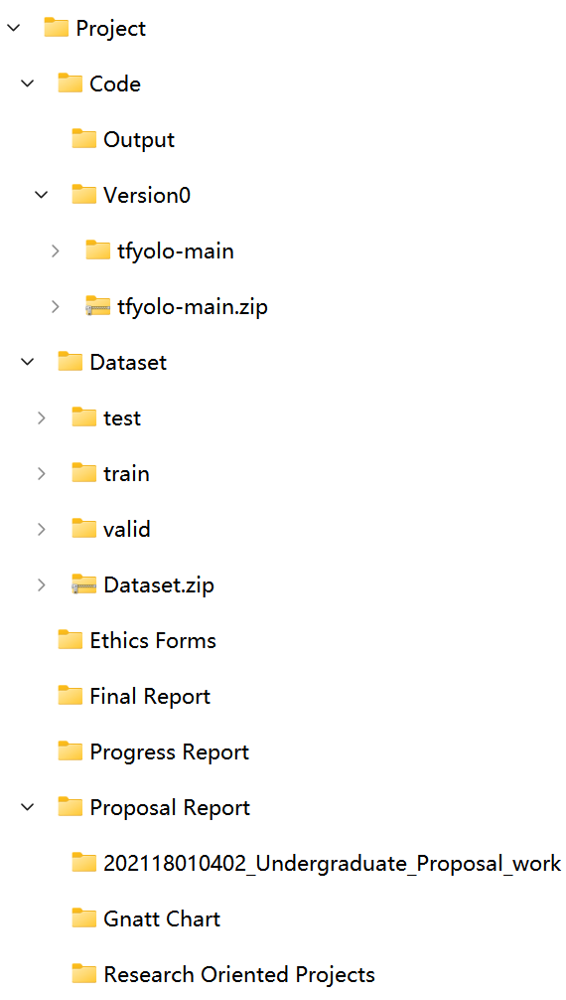 Project
Code
Output
Version0
tfyolo-main
tfyolo-main.zip
Dataset
test
train
valid
Dataset.zip
Ethics Forms
Final Report
Progress Report
Proposal Report
202118010402_Undergraduate_Proposal_work
Gnatt Chart
Research Oriented Projects